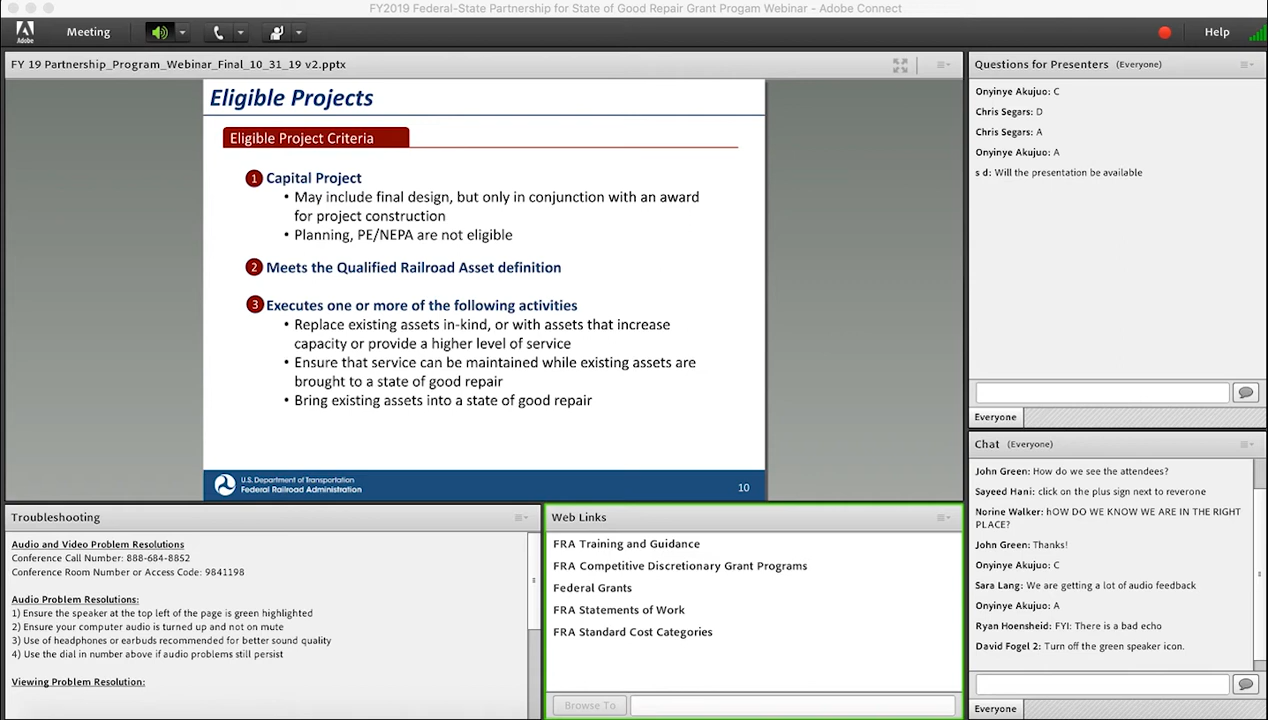 FY2019 Federal-State Partnership for State of Good Repair Grant Progam Webinar - Adobe Connect
Adobe
Meeting
Help
FY 19 Partnership_Program_Webinar_Final_10_31_19 v2.pptx
Eligible Projects
Eligible Project Criteria
1 Capital Project
• May include final design, but only in conjunction with an award
for project construction
• Planning, PE/NEPA are not eligible
2 Meets the Qualified Railroad Asset definition
3 Executes one or more of the following activities
• Replace existing assets in-kind, or with assets that increase
capacity or provide a higher level of service
• Ensure that service can be maintained while existing assets are
brought to a state of good repair
• Bring existing assets into a state of good repair
U.S. Department of Transportation
Federal Railroad Administration
10
Questions for Presenters (Everyone)
Onyinye Akujuo: C
Chris Segars: D
Chris Segars: A
Onyinye Akujuo: A
s d: Will the presentation be available
Everyone
Chat (Everyone)
John Green: How do we see the attendees?
Sayeed Hani: click on the plus sign next to reverone
Norine Walker: hOW DO WE KNOW WE ARE IN THE RIGHT
PLACE?
John Green: Thanks!
Onyinye Akujuo: C
Sara Lang: We are getting a lot of audio feedback
Onyinye Akujuo: A
Ryan Hoensheid: FYI: There is a bad echo
David Fogel 2: Turn off the green speaker icon.
Everyone
Troubleshooting
Audio and Video Problem Resolutions
Conference Call Number: 888-684-8852
Conference Room Number or Access Code: 9841198
Audio Problem Resolutions:
1) Ensure the speaker at the top left of the page is green highlighted
2) Ensure your computer audio is turned up and not on mute
3) Use of headphones or earbuds recommended for better sound quality
4) Use the dial in number above if audio problems still persist
Viewing Problem Resolution:
Web Links
FRA Training and Guidance
FRA Competitive Discretionary Grant Programs
Federal Grants
FRA Statements of Work
FRA Standard Cost Categories
Browse To